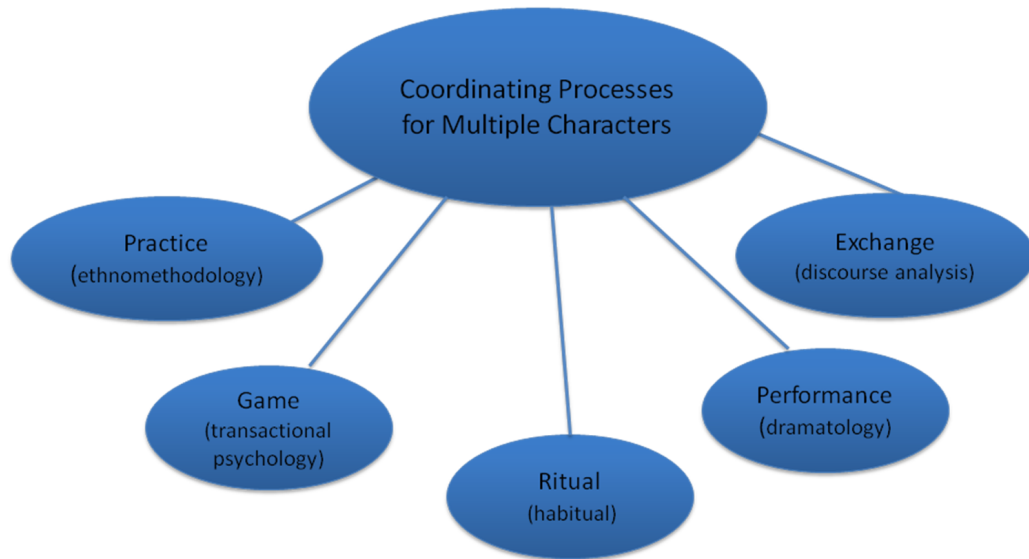 Coordinating Processes
for Multiple Characters
Practice
(ethnomethodology)
Exchange
(discourse analysis)
Game
(transactional
psychology)
Performance
(dramatology)
Ritual
(habitual)